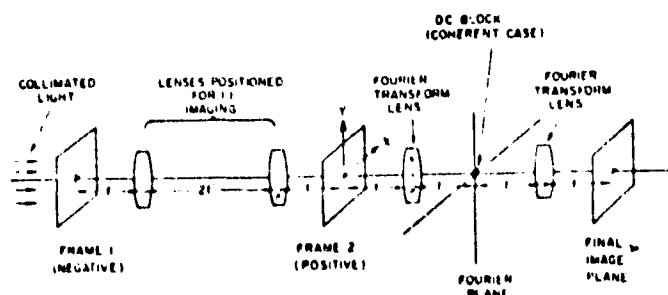 COLLIMATED
LIGHT
LENSES POSITIONED
FOR 1:1
IMAGING
FOURIER
TRANSFORM
LENS
DC BLOCK
(COHERENT CASE)
FOURIER
TRANSFORM
LENS
Y
X
f
2f
f
f
f
f
f
FRAME 1
(NEGATIVE)
FRAME 2
(POSITIVE)
FOURIER
PLANE
FINAL
IMAGE
PLANE